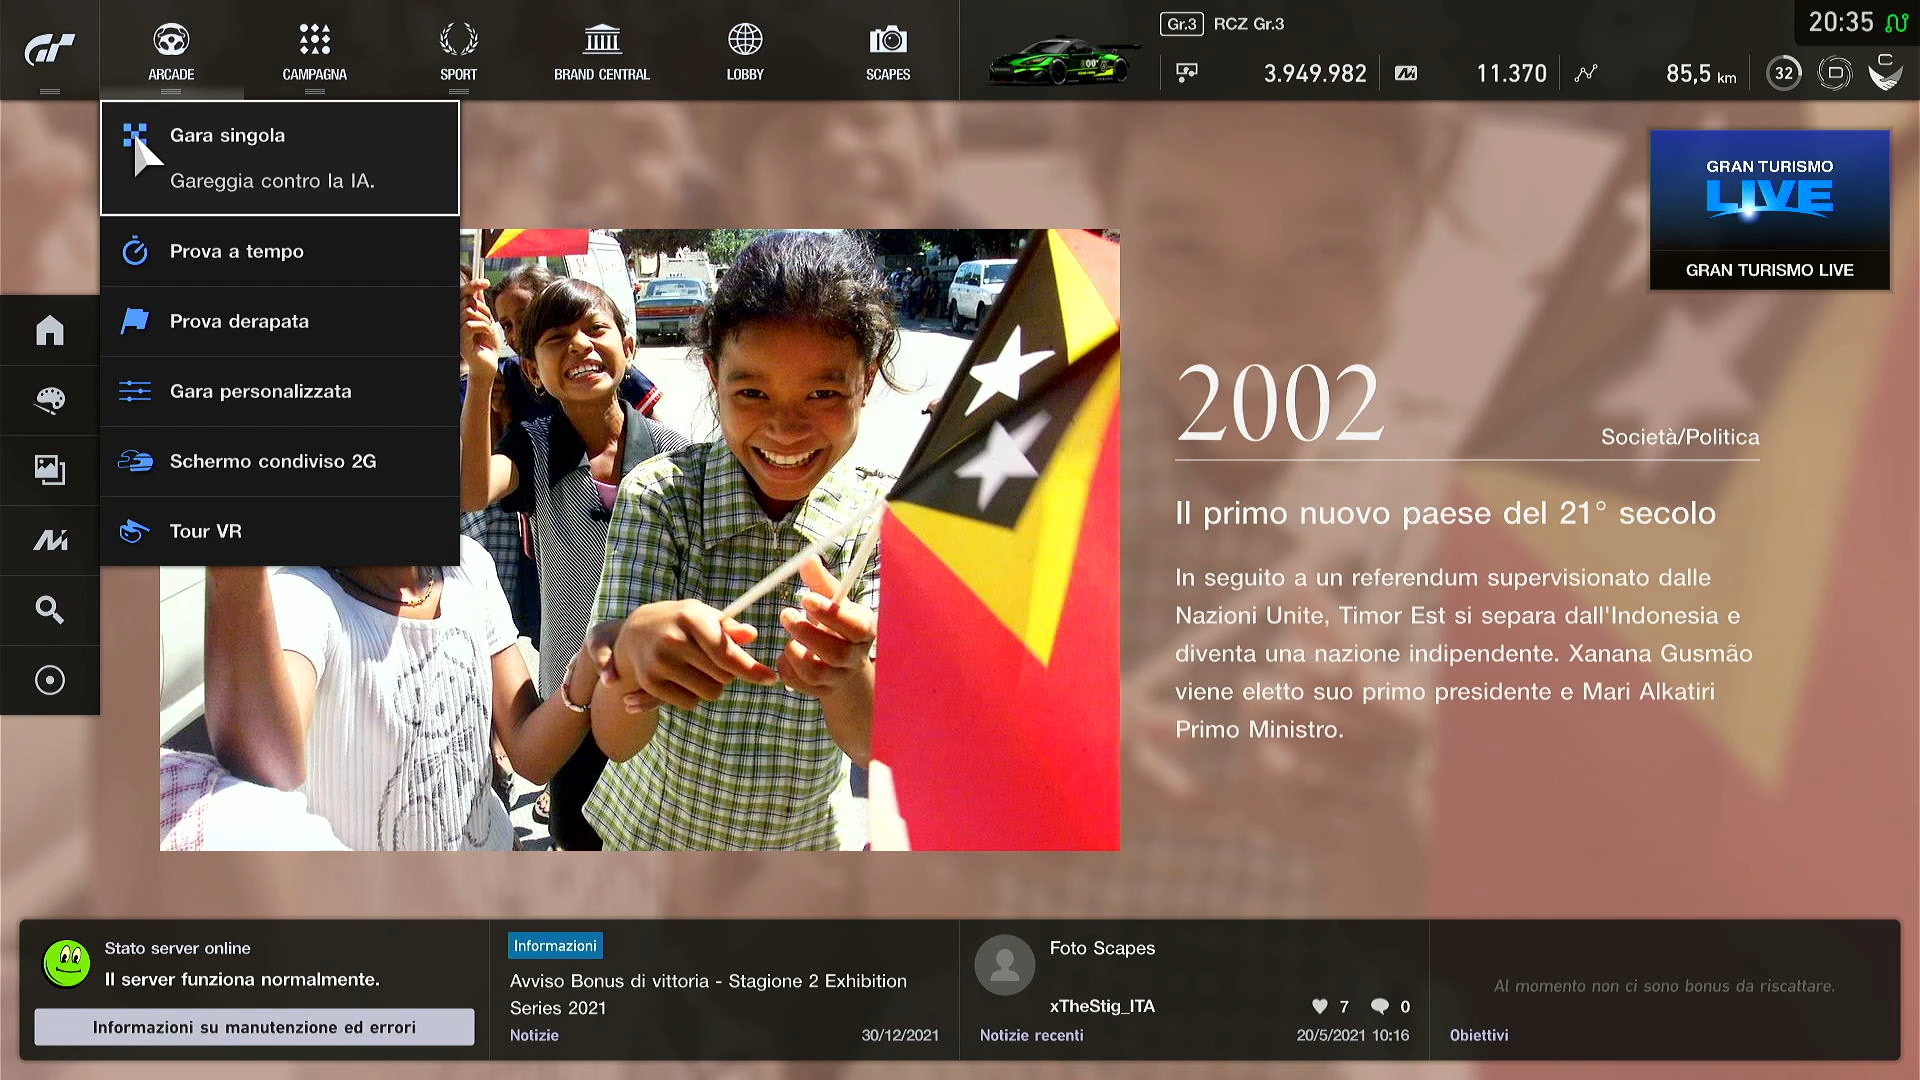 ARCADE
CAMPAGNA
SPORT
BRAND CENTRAL
LOBBY
SCAPES
Gr.3 RCZ Gr.3
3.949.982
11.370
85,5 km
20:35
32
D
C
Gara singola
Gareggia contro la IA.
Prova a tempo
Prova derapata
Gara personalizzata
Schermo condiviso 2G
Tour VR
GRAN TURISMO
LIVE
GRAN TURISMO LIVE
2002
Società/Politica
Il primo nuovo paese del 21° secolo
In seguito a un referendum supervisionato dalle
Nazioni Unite, Timor Est si separa dall'Indonesia e
diventa una nazione indipendente. Xanana Gusmão
viene eletto suo primo presidente e Mari Alkatiri
Primo Ministro.
Stato server online
Il server funziona normalmente.
Informazioni su manutenzione ed errori
Informazioni
Avviso Bonus di vittoria - Stagione 2 Exhibition
Series 2021
Notizie 30/12/2021
Foto Scapes
xTheStig_ITA 7 0
Notizie recenti 20/5/2021 10:16
Al momento non ci sono bonus da riscattare.
Obiettivi